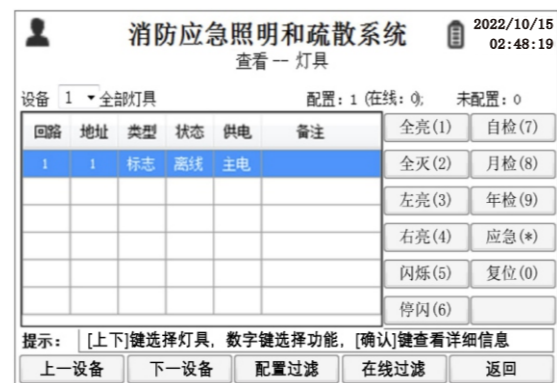 消防应急照明和疏散系统
2022/10/15
02:48:19
查看 -- 灯具
设备 1 全部灯具 配置: 1 (在线: 0; 未配置: 0
回路 地址 类型 状态 供电 备注
1 1 标志 离线 主电
全亮(1) 自检(7)
全灭(2) 月检(8)
左亮(3) 年检(9)
右亮(4) 应急(*)
闪烁(5) 复位(0)
停闪(6)
提示: [上下]键选择灯具, 数字键选择功能, [确认]键查看详细信息
上一设备 下一设备 配置过滤 在线过滤 返回